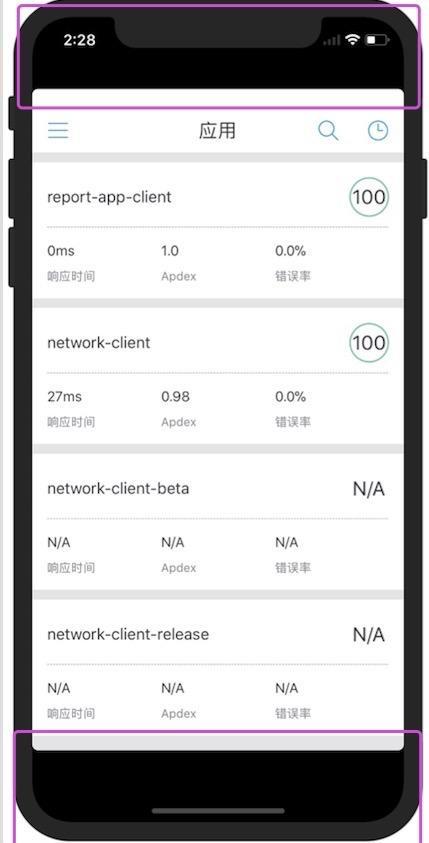 2:28
应用
report-app-client 100
0ms 1.0 0.0%
响应时间 Apdex 错误率
network-client 100
27ms 0.98 0.0%
响应时间 Apdex 错误率
network-client-beta N/A
N/A N/A N/A
响应时间 Apdex 错误率
network-client-release N/A
N/A N/A N/A
响应时间 Apdex 错误率